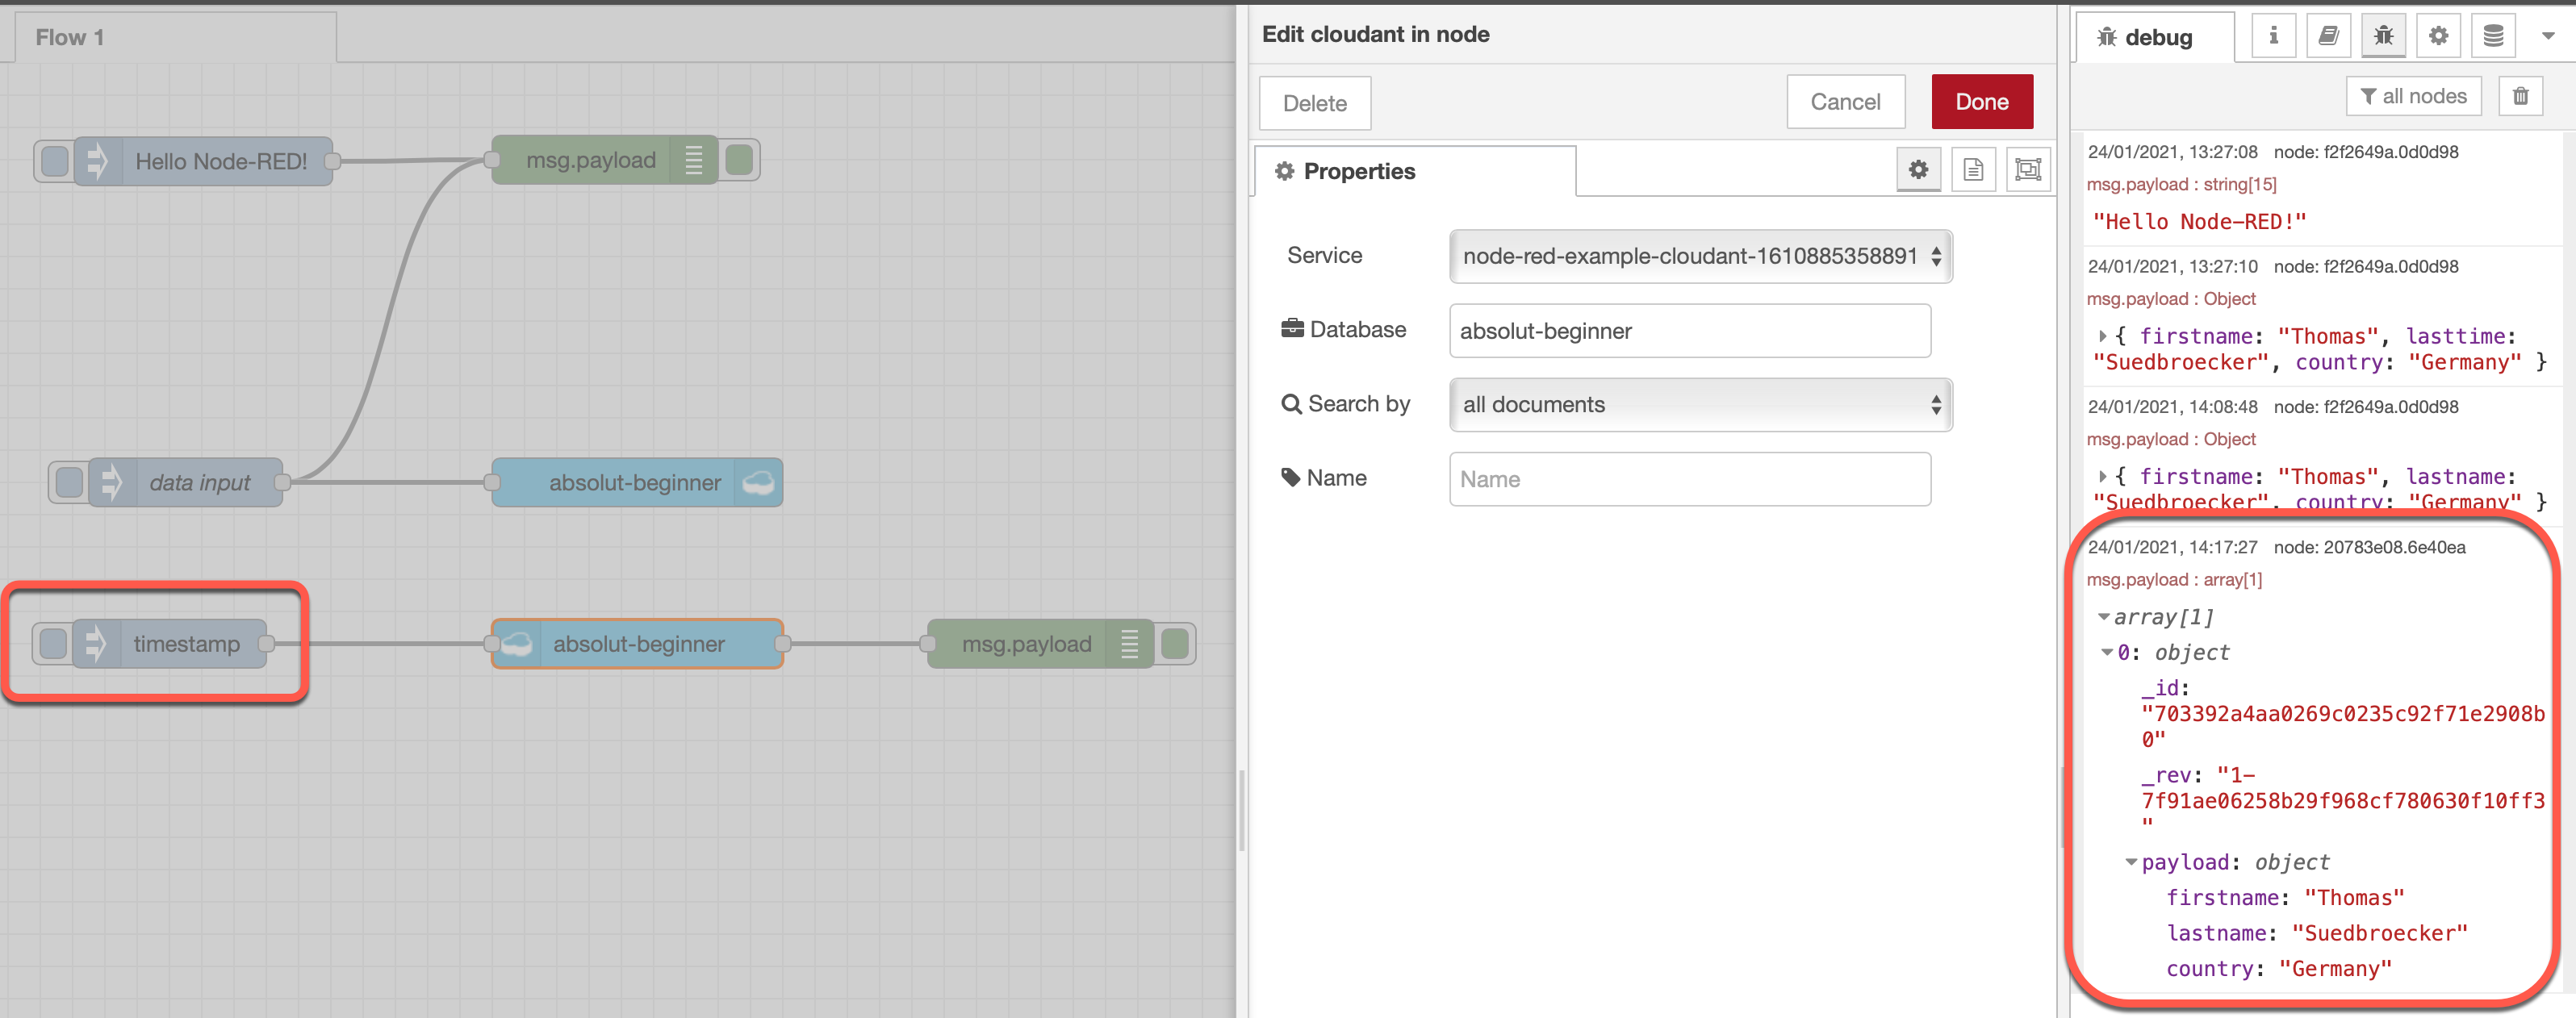 Flow 1
Hello Node-RED!
msg.payload
data input
absolut-beginner
timestamp
absolut-beginner
msg.payload
Edit cloudant in node
Delete
Cancel
Done
Properties
Service
node-red-example-cloudant-1610885358891
Database
absolut-beginner
Search by
all documents
Name
Name
debug
i
all nodes
24/01/2021, 13:27:08 node: f2f2649a.0d0d98
msg.payload : string[15]
"Hello Node-RED!"
24/01/2021, 13:27:10 node: f2f2649a.0d0d98
msg.payload : Object
{ firstname: "Thomas", lasttime:
"Suedbroecker", country: "Germany" }
24/01/2021, 14:08:48 node: f2f2649a.0d0d98
msg.payload : Object
{ firstname: "Thomas", lastname:
"Suedbroecker", country: "Germany" }
24/01/2021, 14:17:27 node: 20783e08.6e40ea
msg.payload : array[1]
array[1]
0: object
_id:
"703392a4aa0269c0235c92f71e2908b
0"
_rev: "1-
7f91ae06258b29f968cf780630f10ff3
"
payload: object
firstname: "Thomas"
lastname: "Suedbroecker"
country: "Germany"